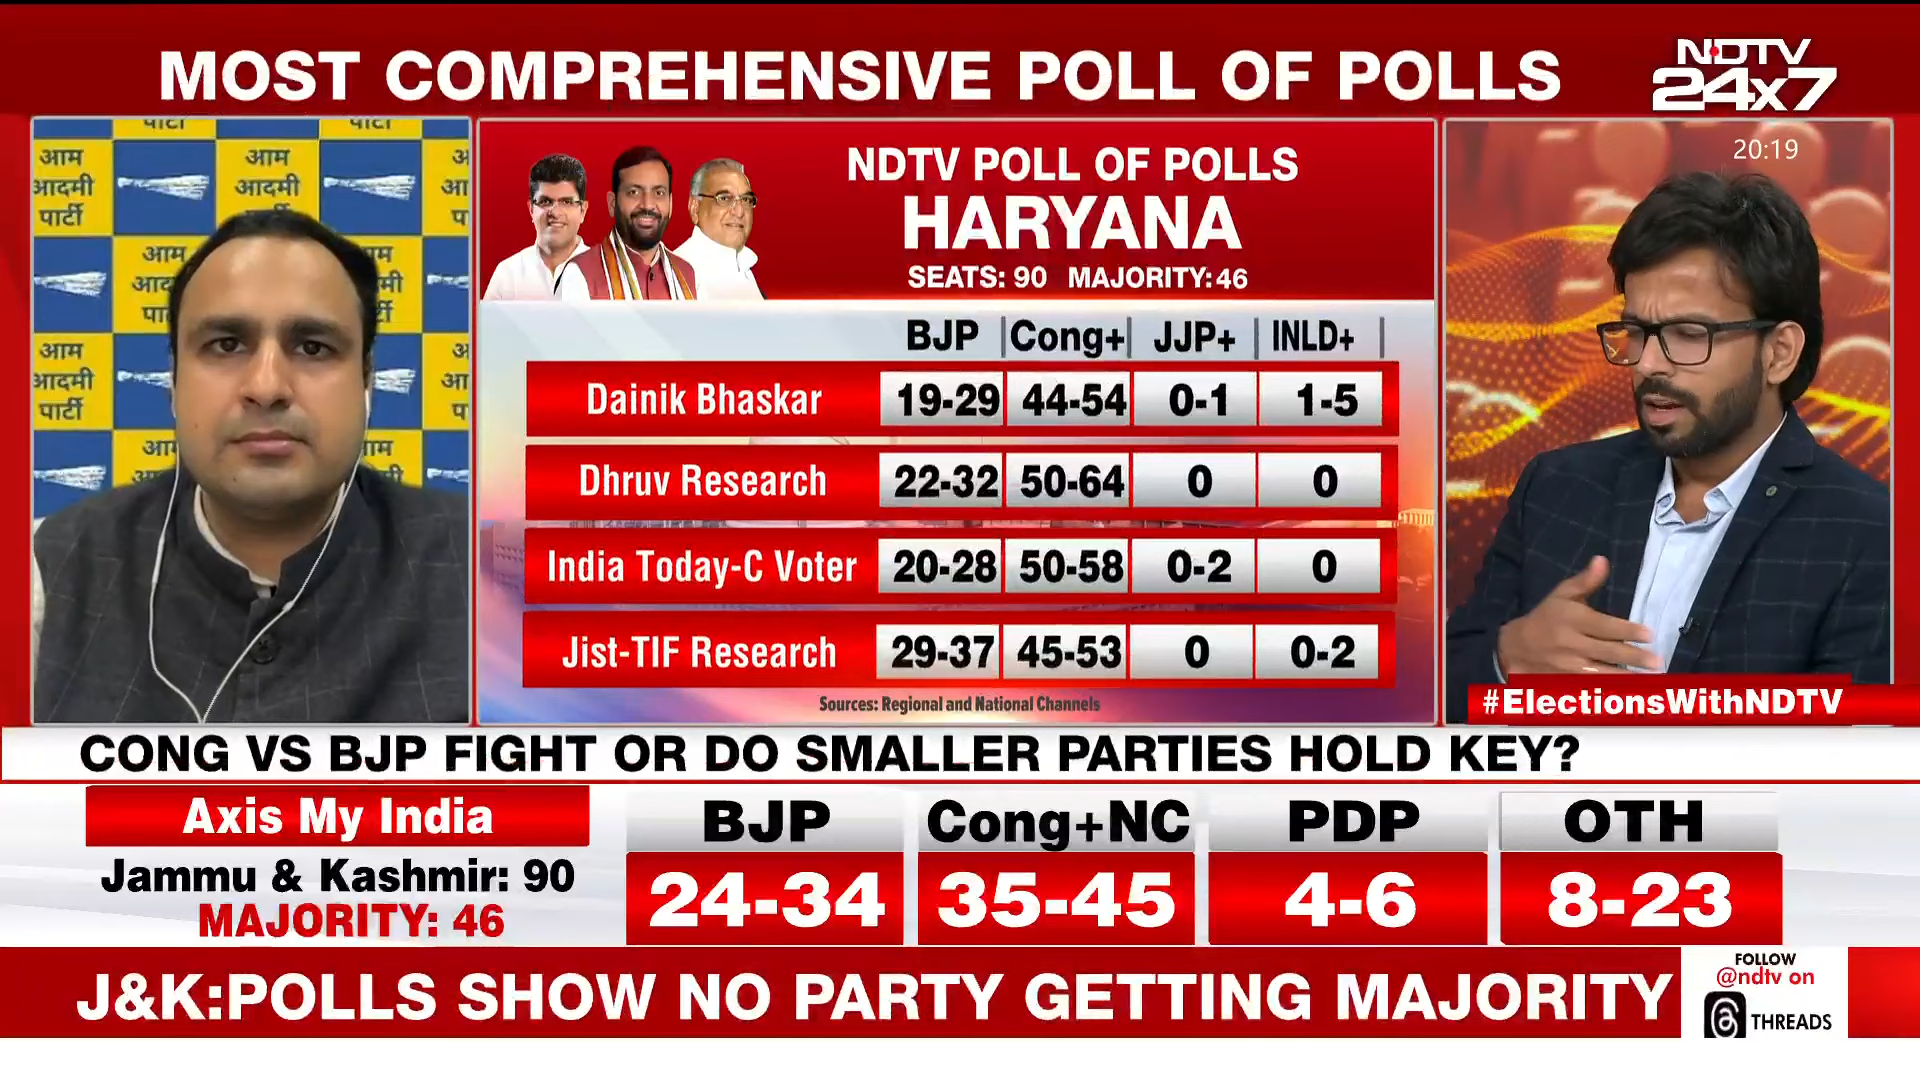 MOST COMPREHENSIVE POLL OF POLLS
NDTV
24x7
20:19
पार्टी
पार्टी
आम
आदमी
पार्टी
आम
आदमी
आम
आदमी
पार्टी
NDTV POLL OF POLLS
HARYANA
SEATS: 90 MAJORITY: 46
BJP Cong+ JJP+ INLD+
Dainik Bhaskar 19-29 44-54 0-1 1-5
Dhruv Research 22-32 50-64 0 0
India Today-C Voter 20-28 50-58 0-2 0
Jist-TIF Research 29-37 45-53 0 0-2
Sources: Regional and National Channels
#ElectionsWithNDTV
CONG VS BJP FIGHT OR DO SMALLER PARTIES HOLD KEY?
Axis My India
Jammu & Kashmir: 90
MAJORITY: 46
BJP Cong+NC PDP OTH
24-34 35-45 4-6 8-23
J&K:POLLS SHOW NO PARTY GETTING MAJORITY
FOLLOW
@ndtv on
THREADS